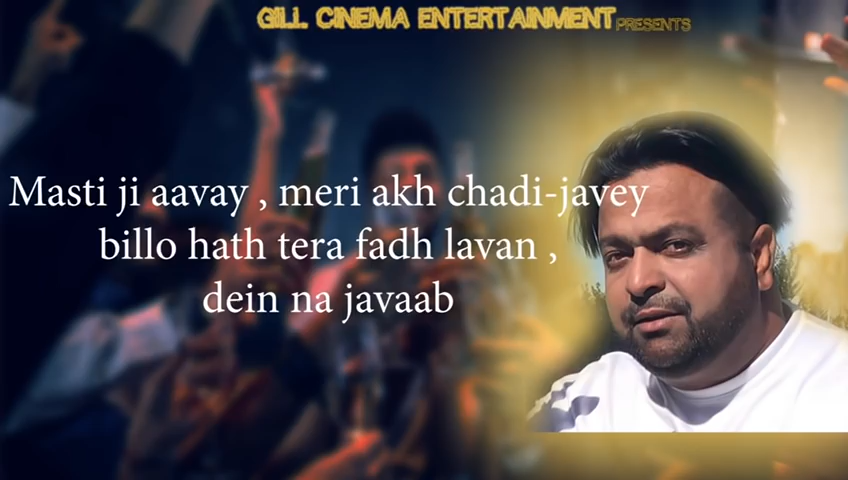 GILL CINEMA ENTERTAINMENT PRESENTS
Masti ji aavay , meri akh chadi-javey
billo hath tera fadh lavan ,
dein na javaab